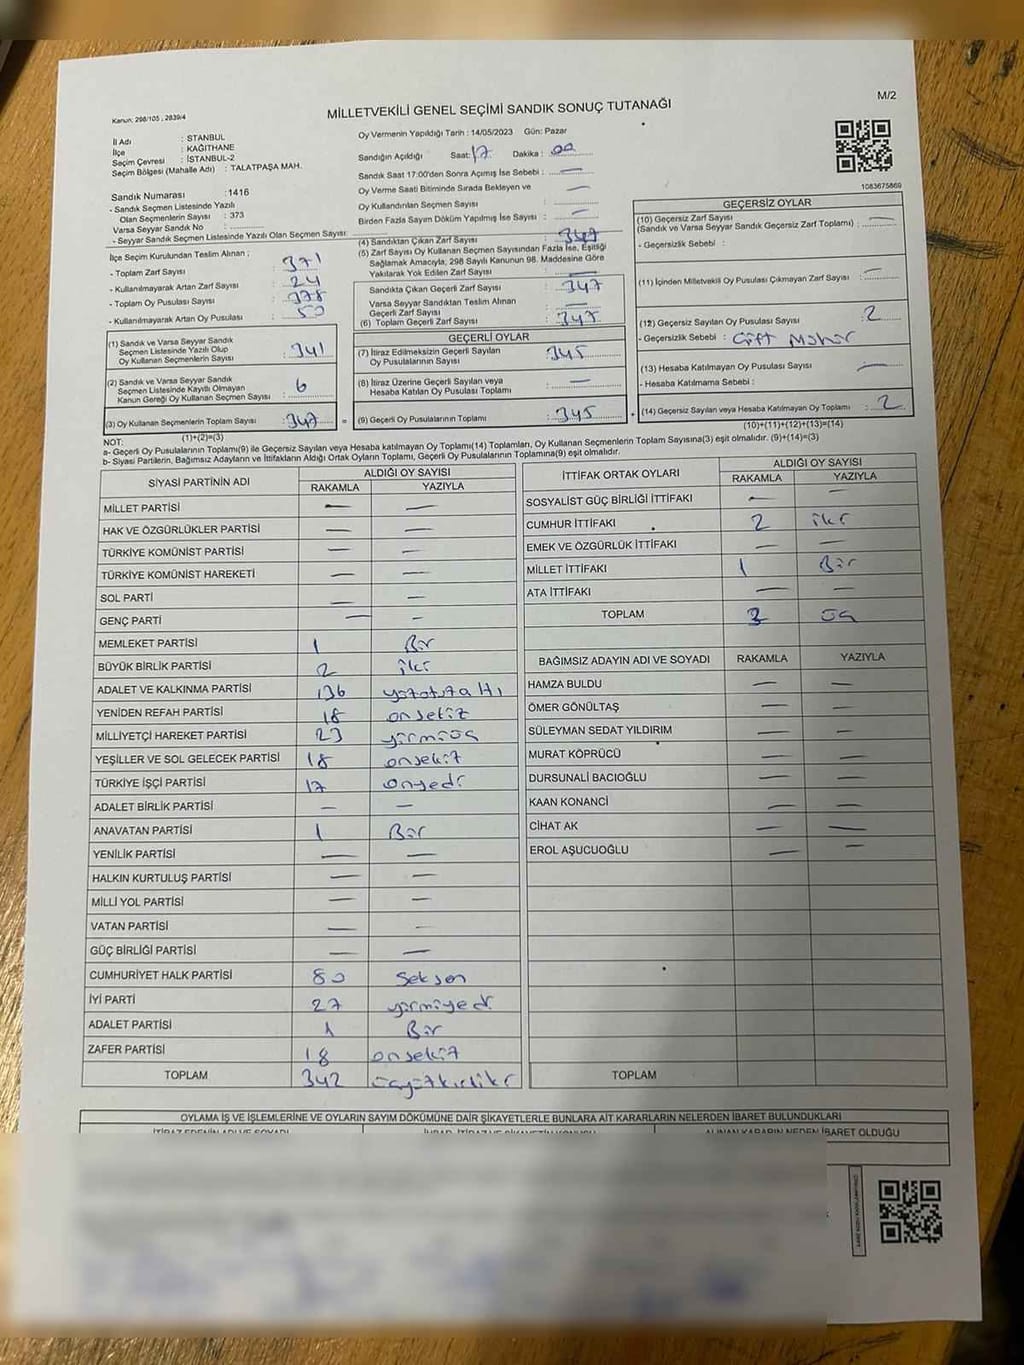 M/2
Kanun: 298/105 , 2839/4
MİLLETVEKİLİ GENEL SEÇİMİ SANDIK SONUÇ TUTANAĞI
İl Adı : İSTANBUL
İlçe : KAĞITHANE
Seçim Çevresi : İSTANBUL-2
Seçim Bölgesi (Mahalle Adı) : TALATPAŞA MAH.
Sandık Numarası : 1416
- Sandık Seçmen Listesinde Yazılı
Olan Seçmenlerin Sayısı : 373
Varsa Seyyar Sandık No :
- Seyyar Sandık Seçmen Listesinde Yazılı Olan Seçmen Sayısı:
İlçe Seçim Kurulundan Teslim Alınan ;
- Toplam Zarf Sayısı : 371
- Kullanılmayarak Artan Zarf Sayısı : 24
- Toplam Oy Pusulası Sayısı : 378
- Kullanılmayarak Artan Oy Pusulası : 50
(1) Sandık ve Varsa Seyyar Sandık
Seçmen Listesinde Yazılı Olup
Oy Kullanan Seçmenlerin Sayısı : 341
(2) Sandık ve Varsa Seyyar Sandık
Seçmen Listesinde Kayıtlı Olmayan
Kanun Gereği Oy Kullanan Seçmen Sayısı : 6
(3) Oy Kullanan Seçmenlerin Toplam Sayısı : 347
(1)+(2)=(3)
Oy Vermenin Yapıldığı Tarih : 14/05/2023 Gün: Pazar
Sandığın Açıldığı Saat: 17 Dakika : 00
Sandık Saat 17:00'den Sonra Açılmış İse Sebebi : —
Oy Verme Saati Bitiminde Sırada Bekleyen ve —
Oy Kullandırılan Seçmen Sayısı :
Birden Fazla Sayım Döküm Yapılmış İse Sayısı : —
(4) Sandıktan Çıkan Zarf Sayısı : 347
(5) Zarf Sayısı Oy Kullanan Seçmen Sayısından Fazla İse, Eşitliği
Sağlamak Amacıyla, 298 Sayılı Kanunun 98. Maddesine Göre
Yakılarak Yok Edilen Zarf Sayısı : —
Sandıkta Çıkan Geçerli Zarf Sayısı : 347
Varsa Seyyar Sandıktan Teslim Alınan
Geçerli Zarf Sayısı : —
(6) Toplam Geçerli Zarf Sayısı : 347
GEÇERLİ OYLAR
(7) İtiraz Edilmeksizin Geçerli Sayılan
Oy Pusulalarının Sayısı : 345
(8) İtiraz Üzerine Geçerli Sayılan veya
Hesaba Katılan Oy Pusulası Toplamı : —
= (9) Geçerli Oy Pusulalarının Toplamı : 345
1083675869
GEÇERSİZ OYLAR
(10) Geçersiz Zarf Sayısı
(Sandık ve Varsa Seyyar Sandık Geçersiz Zarf Toplamı) : —
- Geçersizlik Sebebi :
(11) İçinden Milletvekili Oy Pusulası Çıkmayan Zarf Sayısı : —
(12) Geçersiz Sayılan Oy Pusulası Sayısı : 2
- Geçersizlik Sebebi : Çift Mühür
(13) Hesaba Katılmayan Oy Pusulası Sayısı : —
- Hesaba Katılmama Sebebi :
(14) Geçersiz Sayılan veya Hesaba Katılmayan Oy Toplamı : 2
(10)+(11)+(12)+(13)=(14)
NOT:
a- Geçerli Oy Pusulalarının Toplamı(9) ile Geçersiz Sayılan veya Hesaba katılmayan Oy Toplamı(14) Toplamları, Oy Kullanan Seçmenlerin Toplam Sayısına(3) eşit olmalıdır. (9)+(14)=(3)
b- Siyasi Partilerin, Bağımsız Adayların ve İttifakların Aldığı Ortak Oyların Toplamı, Geçerli Oy Pusulalarının Toplamına(9) eşit olmalıdır.
SİYASİ PARTİNİN ADI ALDIĞI OY SAYISI
RAKAMLA YAZIYLA
MİLLET PARTİSİ — —
HAK VE ÖZGÜRLÜKLER PARTİSİ — —
TÜRKİYE KOMÜNİST PARTİSİ — —
TÜRKİYE KOMÜNİST HAREKETİ — —
SOL PARTİ — —
GENÇ PARTİ — —
MEMLEKET PARTİSİ 1 Bir
BÜYÜK BİRLİK PARTİSİ 2 iki
ADALET VE KALKINMA PARTİSİ 136 yüzotuzaltı
YENİDEN REFAH PARTİSİ 18 onsekiz
MİLLİYETÇİ HAREKET PARTİSİ 23 yirmiüç
YEŞİLLER VE SOL GELECEK PARTİSİ 18 onsekiz
TÜRKİYE İŞÇİ PARTİSİ 17 onyedi
ADALET BİRLİK PARTİSİ — —
ANAVATAN PARTİSİ 1 Bir
YENİLİK PARTİSİ — —
HALKIN KURTULUŞ PARTİSİ — —
MİLLİ YOL PARTİSİ — —
VATAN PARTİSİ — —
GÜÇ BİRLİĞİ PARTİSİ — —
CUMHURİYET HALK PARTİSİ 80 Seksen
İYİ PARTİ 27 yirmiyedi
ADALET PARTİSİ 1 Bir
ZAFER PARTİSİ 18 onsekiz
TOPLAM 342 üçyüzkırkiki
İTTİFAK ORTAK OYLARI ALDIĞI OY SAYISI
RAKAMLA YAZIYLA
SOSYALİST GÜÇ BİRLİĞİ İTTİFAKI — —
CUMHUR İTTİFAKI 2 iki
EMEK VE ÖZGÜRLÜK İTTİFAKI — —
MİLLET İTTİFAKI 1 Bir
ATA İTTİFAKI — —
TOPLAM 3 üç
BAĞIMSIZ ADAYIN ADI VE SOYADI RAKAMLA YAZIYLA
HAMZA BULDU — —
ÖMER GÖNÜLTAŞ — —
SÜLEYMAN SEDAT YILDIRIM — —
MURAT KÖPRÜCÜ — —
DURSUNALİ BACIOĞLU — —
KAAN KONANCİ — —
CİHAT AK — —
EROL AŞUCUOĞLU — —
TOPLAM
OYLAMA İŞ VE İŞLEMLERİNE VE OYLARIN SAYIM DÖKÜMÜNE DAİR ŞİKAYETLERLE BUNLARA AİT KARARLARIN NELERDEN İBARET BULUNDUKLARI
İTİRAZ EDENİN ADI VE SOYADI ALINAN KARARIN NEDEN İBARET OLDUĞU